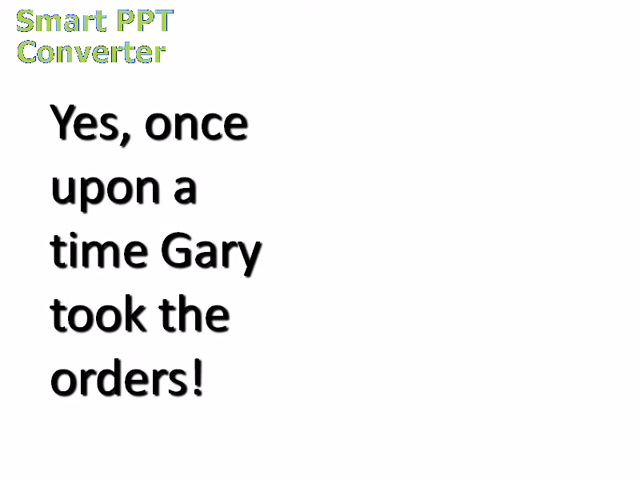 Smart PPT
Converter
Yes, once
upon a
time Gary
took the
orders!